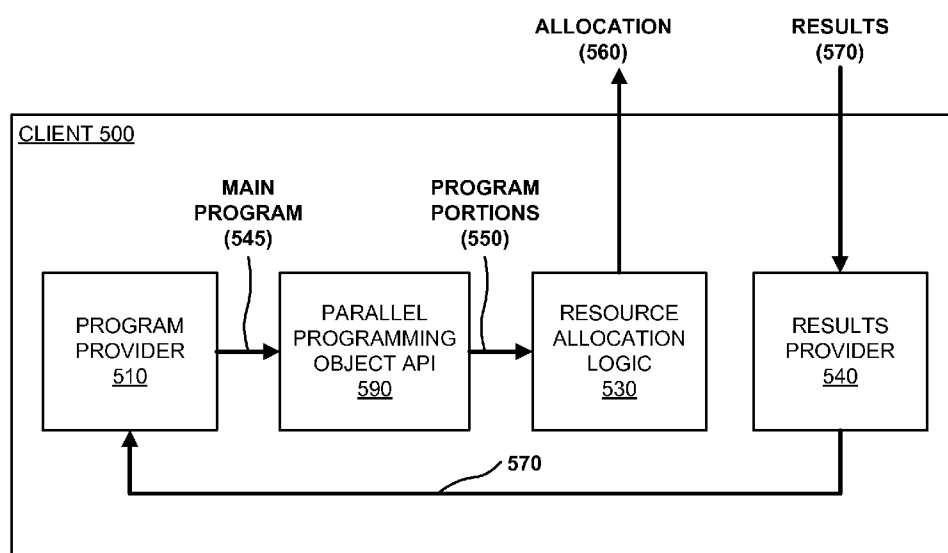 ALLOCATION
(560)
RESULTS
(570)
CLIENT 500
MAIN
PROGRAM
(545)
PROGRAM
PORTIONS
(550)
PROGRAM
PROVIDER
510
PARALLEL
PROGRAMMING
OBJECT API
590
RESOURCE
ALLOCATION
LOGIC
530
RESULTS
PROVIDER
540
570